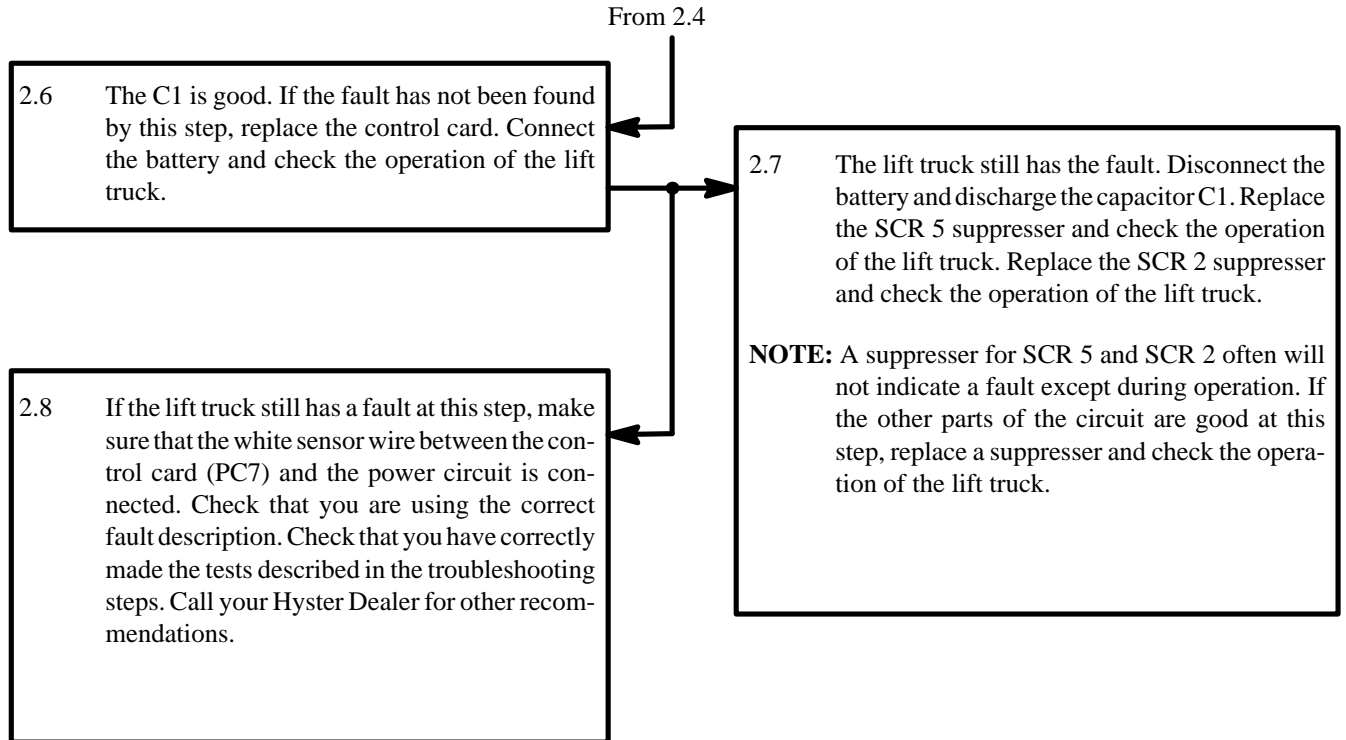 From 2.4
2.6 The C1 is good. If the fault has not been found
by this step, replace the control card. Connect
the battery and check the operation of the lift
truck.
2.7 The lift truck still has the fault. Disconnect the
battery and discharge the capacitor C1. Replace
the SCR 5 suppresser and check the operation
of the lift truck. Replace the SCR 2 suppresser
and check the operation of the lift truck.
NOTE: A suppresser for SCR 5 and SCR 2 often will
not indicate a fault except during operation. If
the other parts of the circuit are good at this
step, replace a suppresser and check the opera-
tion of the lift truck.
2.8 If the lift truck still has a fault at this step, make
sure that the white sensor wire between the con-
trol card (PC7) and the power circuit is con-
nected. Check that you are using the correct
fault description. Check that you have correctly
made the tests described in the troubleshooting
steps. Call your Hyster Dealer for other recom-
mendations.